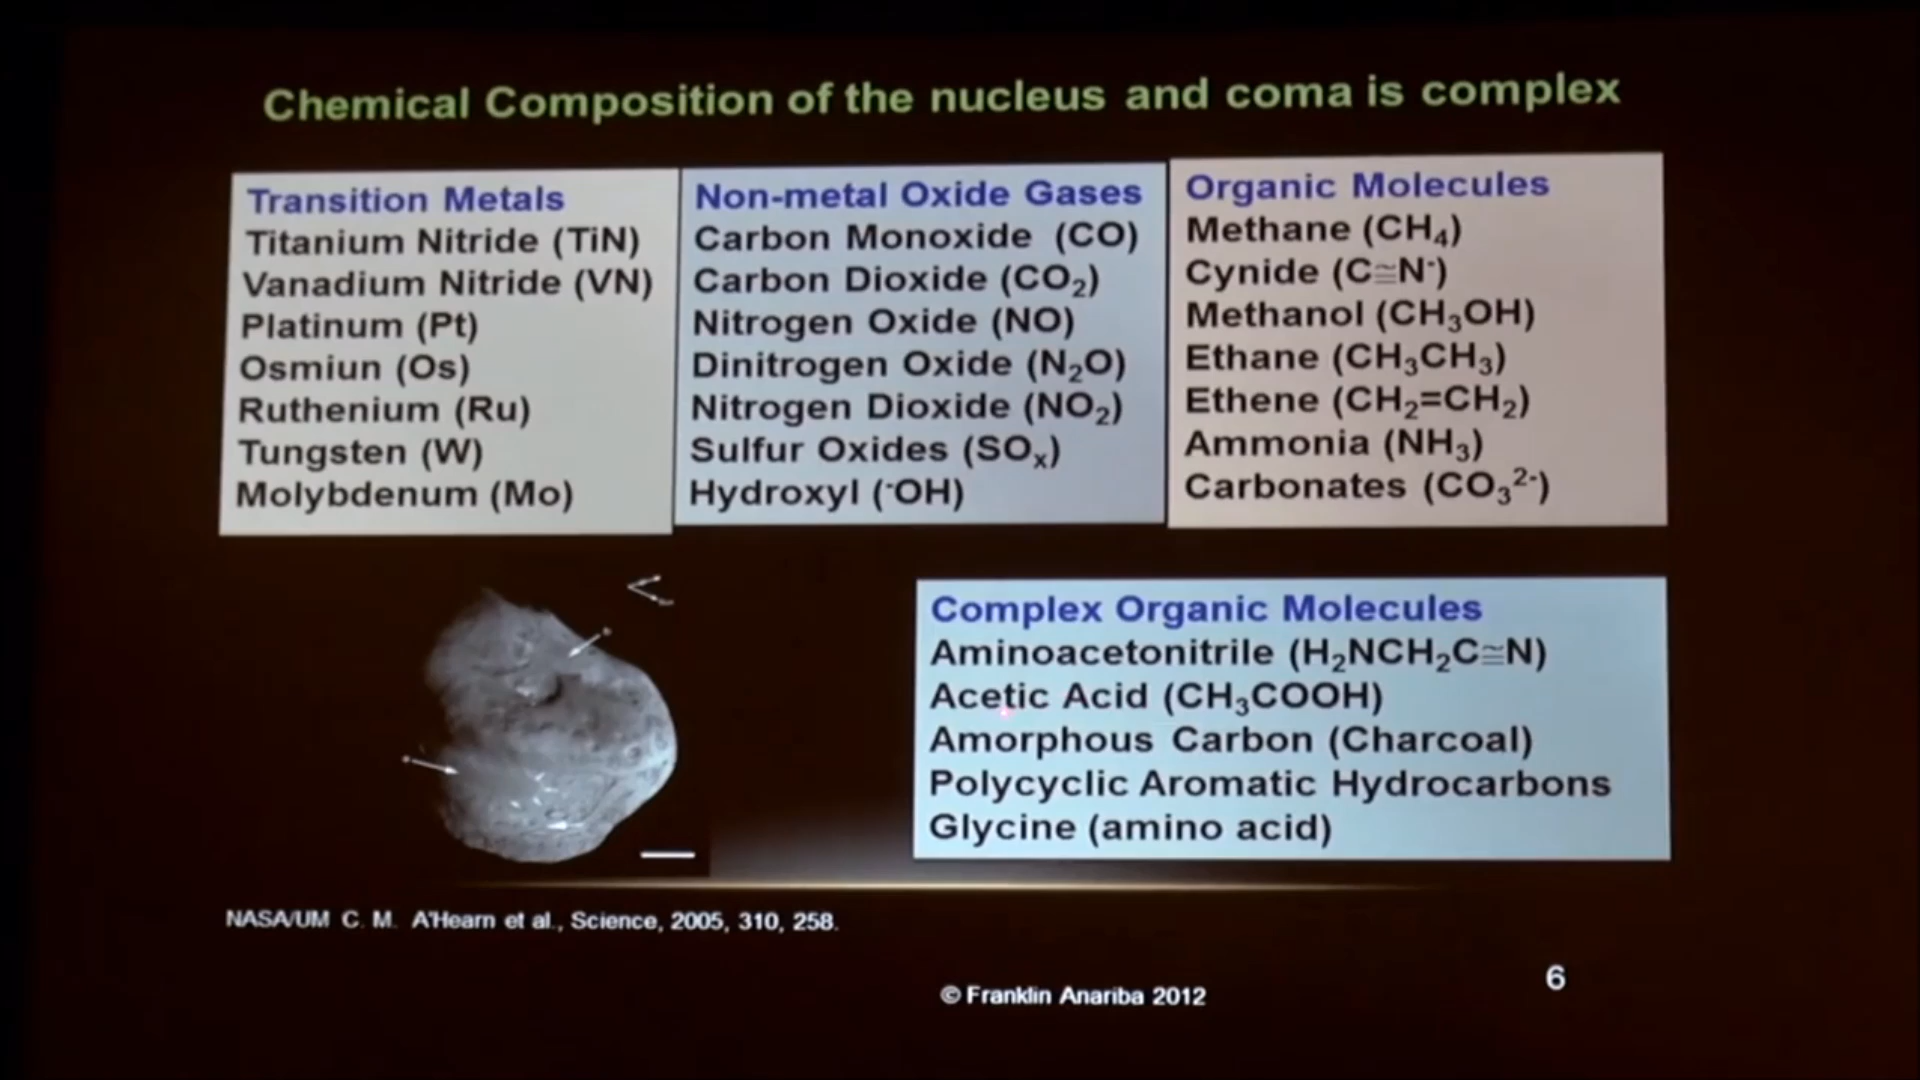 Chemical Composition of the nucleus and coma is complex
Transition Metals
Titanium Nitride (TiN)
Vanadium Nitride (VN)
Platinum (Pt)
Osmiun (Os)
Ruthenium (Ru)
Tungsten (W)
Molybdenum (Mo)
Non-metal Oxide Gases
Carbon Monoxide (CO)
Carbon Dioxide (CO₂)
Nitrogen Oxide (NO)
Dinitrogen Oxide (N₂O)
Nitrogen Dioxide (NO₂)
Sulfur Oxides (SOₓ)
Hydroxyl (⁻OH)
Organic Molecules
Methane (CH₄)
Cynide (C≅N⁻)
Methanol (CH₃OH)
Ethane (CH₃CH₃)
Ethene (CH₂=CH₂)
Ammonia (NH₃)
Carbonates (CO₃²⁻)
Complex Organic Molecules
Aminoacetonitrile (H₂NCH₂C≅N)
Acetic Acid (CH₃COOH)
Amorphous Carbon (Charcoal)
Polycyclic Aromatic Hydrocarbons
Glycine (amino acid)
NASA/UM C. M. A'Hearn et al., Science, 2005, 310, 258.
© Franklin Anariba 2012
6